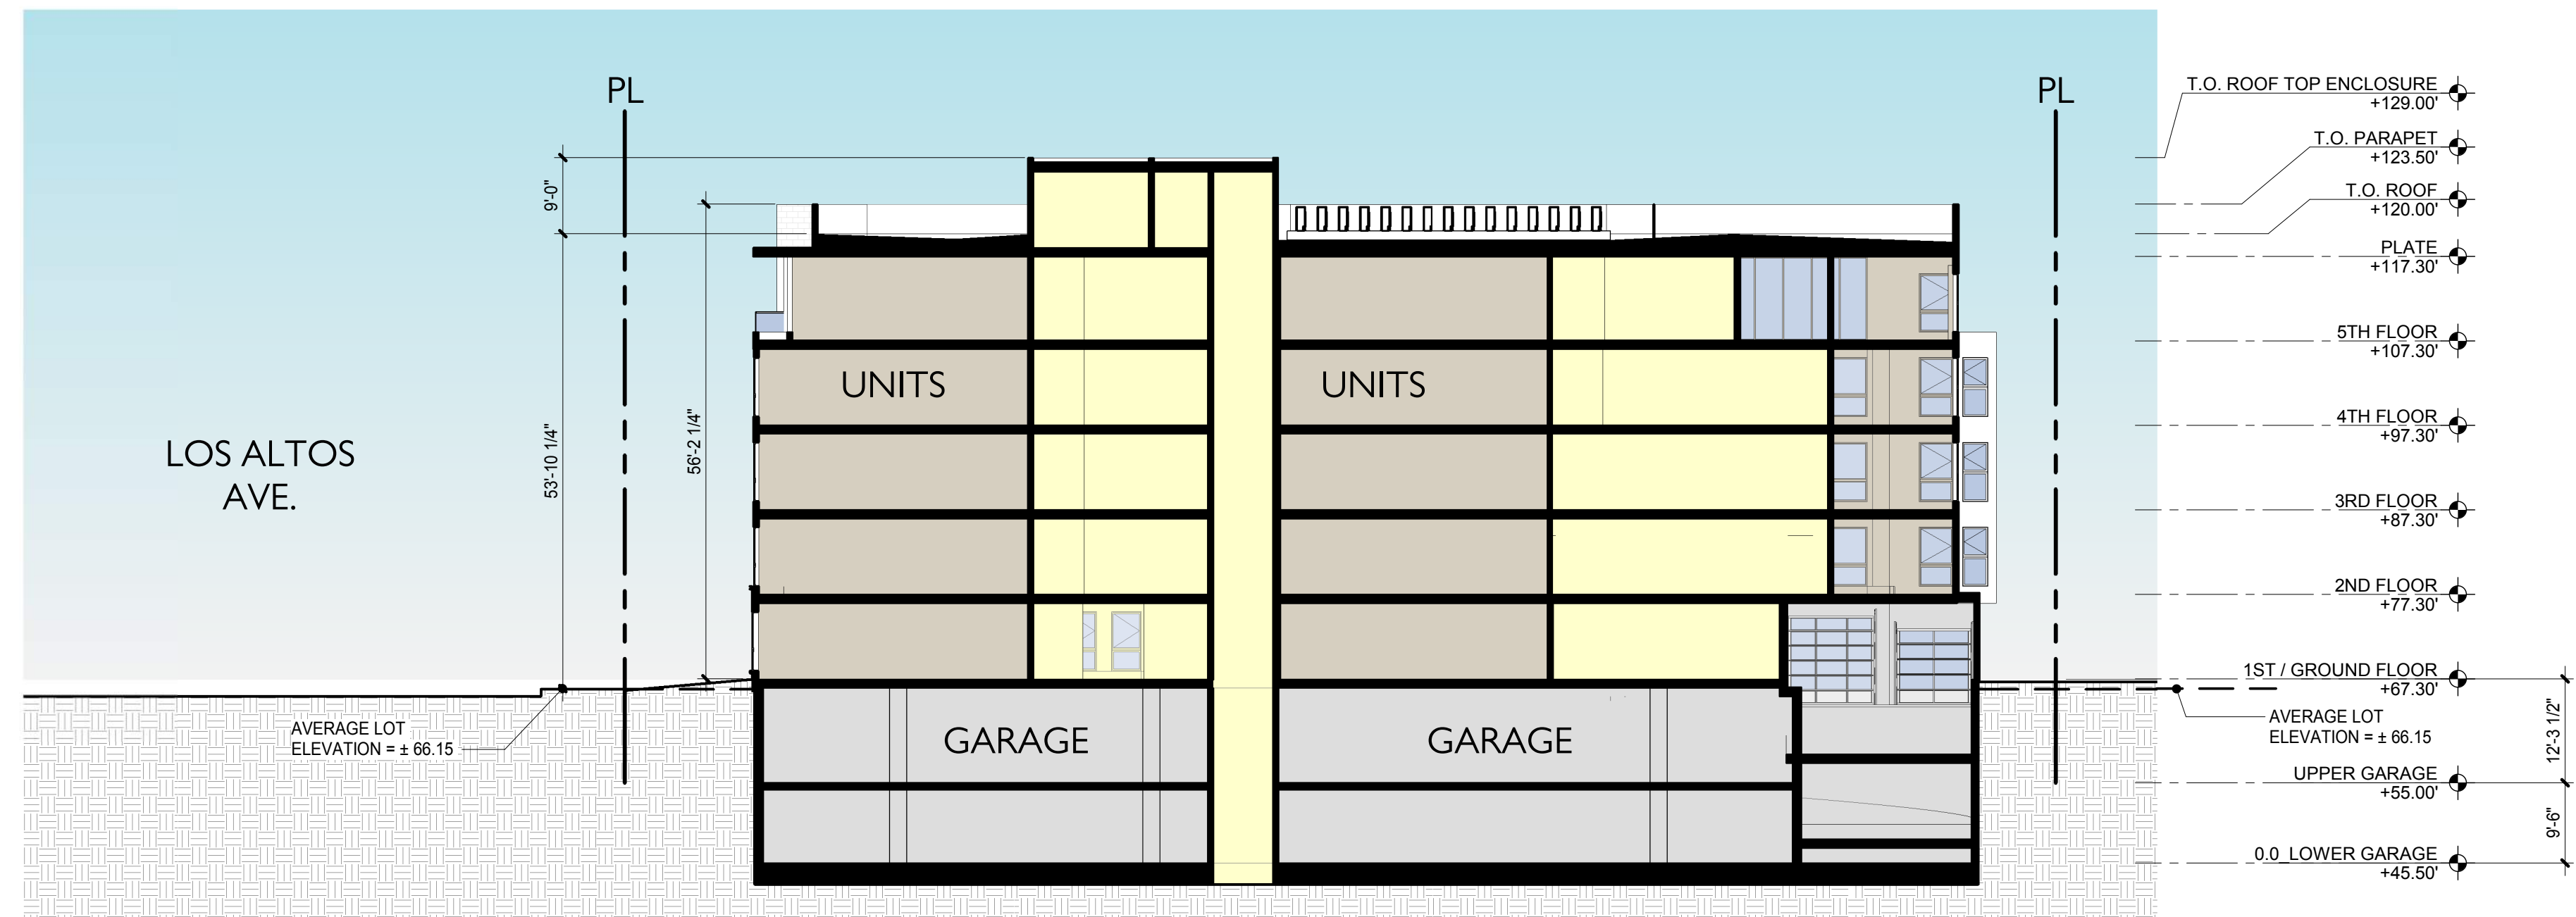 PL
PL
T.O. ROOF TOP ENCLOSURE
+129.00'
T.O. PARAPET
+123.50'
T.O. ROOF
+120.00'
PLATE
+117.30'
5TH FLOOR
+107.30'
4TH FLOOR
+97.30'
3RD FLOOR
+87.30'
2ND FLOOR
+77.30'
1ST / GROUND FLOOR
+67.30'
AVERAGE LOT
ELEVATION = ± 66.15
UPPER GARAGE
+55.00'
0.0_LOWER GARAGE
+45.50'
12'-3 1/2"
9'-6"
9'-0"
53'-10 1/4"
56'-2 1/4"
LOS ALTOS
AVE.
UNITS
UNITS
GARAGE
GARAGE
AVERAGE LOT
ELEVATION = ± 66.15